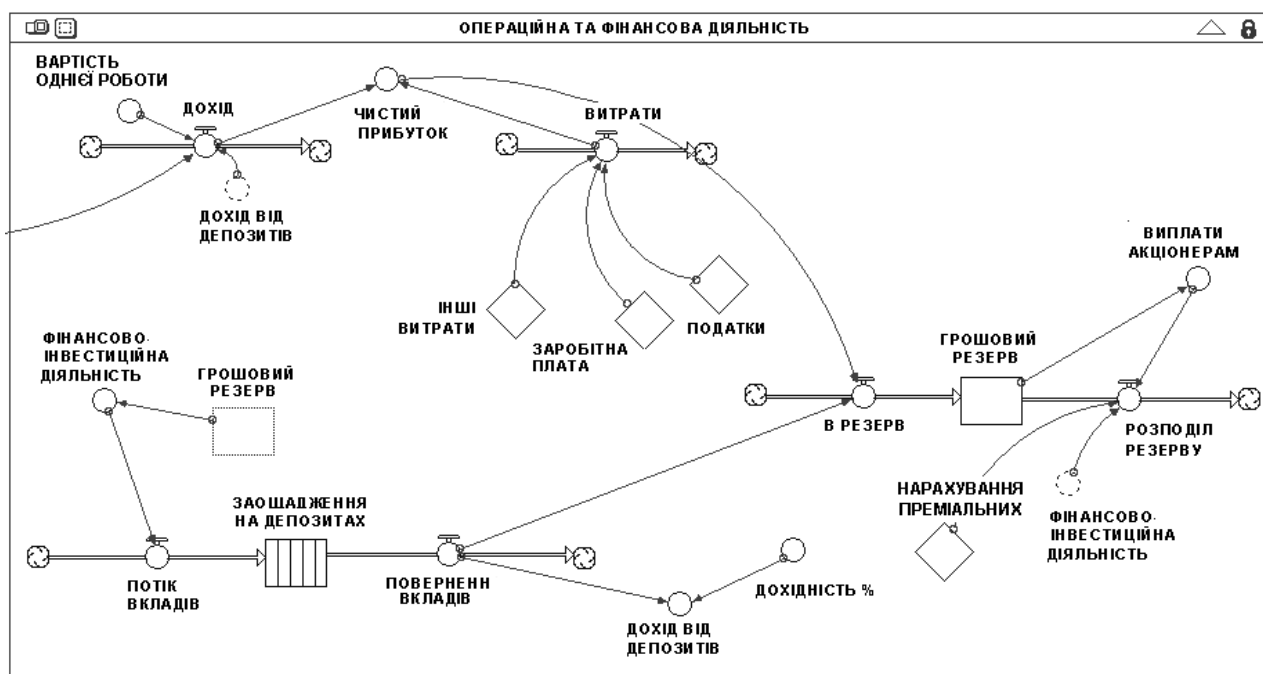 ОПЕРАЦІЙНА ТА ФІНАНСОВА ДІЯЛЬНІСТЬ
ВАРТІСТЬ
ОДНІЄЇ РОБОТИ
ДОХІД
ЧИСТИЙ
ПРИБУТОК
ВИТРАТИ
ДОХІД ВІД
ДЕПОЗИТІВ
ВИПЛАТИ
АКЦІОНЕРАМ
ІНШІ
ВИТРАТИ
ЗАРОБІТНА
ПЛАТА
ПОДАТКИ
ФІНАНСОВО-
ІНВЕСТИЦІЙНА
ДІЯЛЬНІСТЬ
ГРОШОВИЙ
РЕЗЕРВ
ГРОШОВИЙ
РЕЗЕРВ
В РЕЗЕРВ
РОЗПОДІЛ
РЕЗЕРВУ
ЗАОЩАДЖЕННЯ
НА ДЕПОЗИТАХ
НАРАХУВАННЯ
ПРЕМІАЛЬНИХ
ФІНАНСОВО-
ІНВЕСТИЦІЙНА
ДІЯЛЬНІСТЬ
ПОТІК
ВКЛАДІВ
ПОВЕРНЕНН
ВКЛАДІВ
ДОХІДНІСТЬ %
ДОХІД ВІД
ДЕПОЗИТІВ